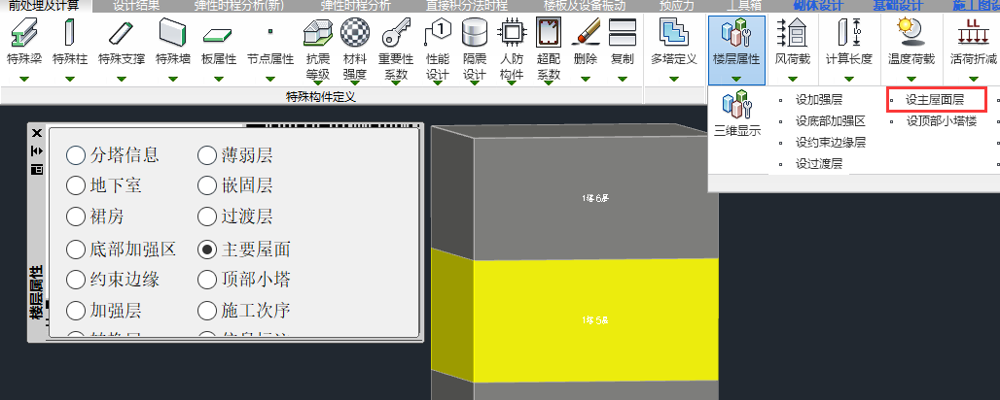 前处理及计算 设计结果 弹性时程分析(新) 弹性时程分析 直接积分法时程 楼板及设备振动 预应力 工具箱 砌体设计 基础设计 施工图设
特殊梁 特殊柱 特殊支撑 特殊墙 板属性 节点属性 抗震等级 材料强度 重要性系数 性能设计 隔震设计 人防构件 超配系数 删除 复制 多塔定义 楼层属性 风荷载 计算长度 温度荷载 活荷折减
特殊构件定义
三维显示
设加强层 设主屋面层
设底部加强区 设顶部小塔楼
设约束边缘层
设过渡层
楼层属性
分塔信息 薄弱层
地下室 嵌固层
裙房 过渡层
底部加强区 主要屋面
约束边缘 顶部小塔
加强层 施工次序
1塔6层
1塔5层